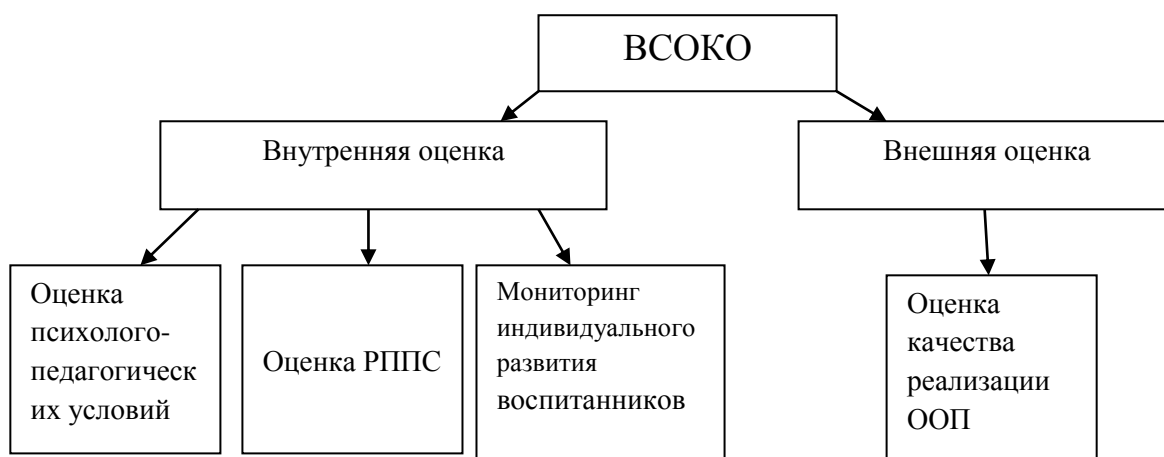 ВСОКО
Внутренняя оценка
Внешняя оценка
Оценка
психолого-
педагогическ
их условий
Оценка РППС
Мониторинг
индивидуального
развития
воспитанников
Оценка
качества
реализации
ООП